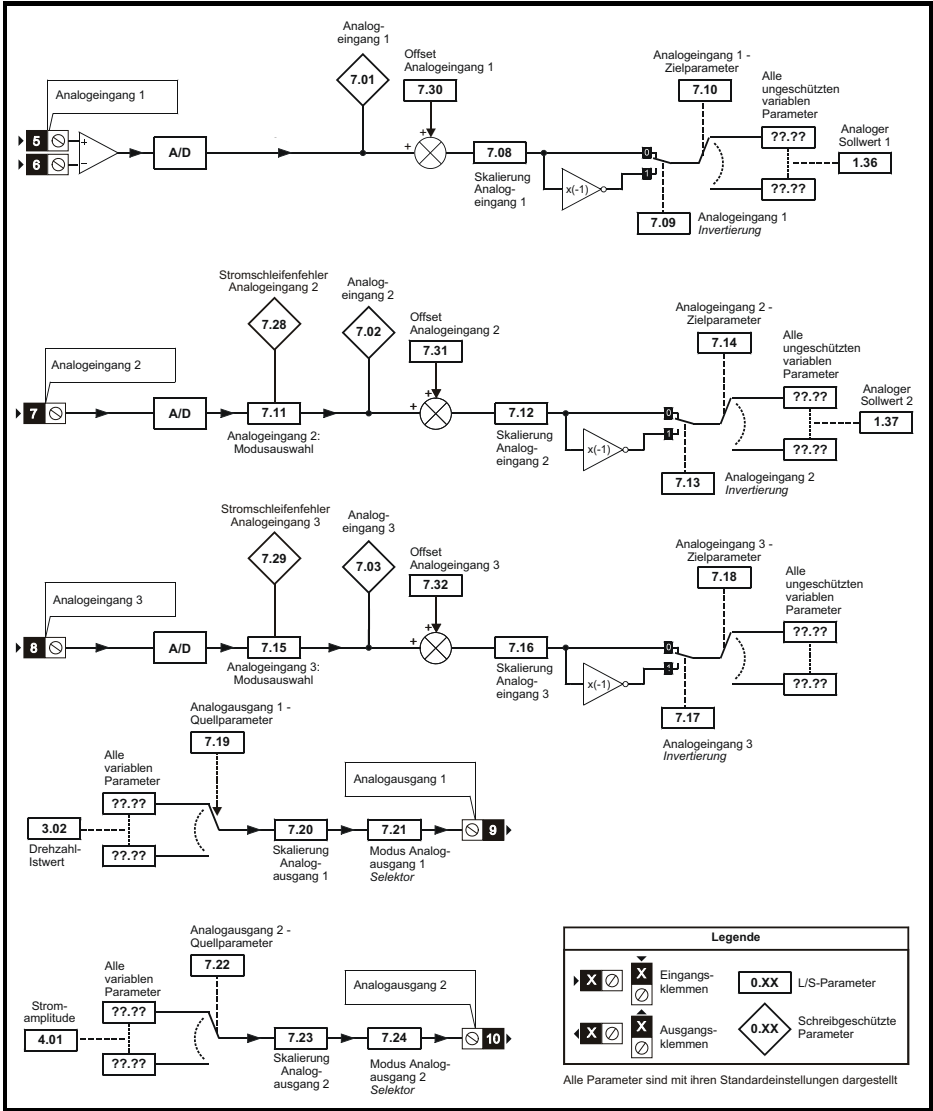 Analog-
eingang 1
7.01
Offset
Analogeingang 1
7.30
Analogeingang 1 -
Zielparameter
7.10
Alle
ungeschützten
variablen
Parameter
??.??
??.??
Analoger
Sollwert 1
1.36
Analogeingang 1
5
6
+
–
A/D
+
+
7.08
Skalierung
Analog-
eingang 1
x(-1)
0
1
7.09
Analogeingang 1
Invertierung
Stromschleifenfehler
Analogeingang 2
7.28
Analog-
eingang 2
7.02
Offset
Analogeingang 2
7.31
Analogeingang 2 -
Zielparameter
7.14
Alle
ungeschützten
variablen
Parameter
??.??
??.??
Analoger
Sollwert 2
1.37
Analogeingang 2
7
A/D
7.11
Analogeingang 2:
Modusauswahl
+
+
7.12
Skalierung
Analog-
eingang 2
x(-1)
0
1
7.13
Analogeingang 2
Invertierung
Stromschleifenfehler
Analogeingang 3
7.29
Analog-
eingang 3
7.03
Offset
Analogeingang 3
7.32
Analogeingang 3 -
Zielparameter
7.18
Alle
ungeschützten
variablen
Parameter
??.??
??.??
Analogeingang 3
8
A/D
7.15
Analogeingang 3:
Modusauswahl
+
+
7.16
Skalierung
Analog-
eingang 3
x(-1)
0
1
7.17
Analogeingang 3
Invertierung
Analogausgang 1 -
Quellparameter
7.19
Alle
variablen
Parameter
??.??
??.??
3.02
Drehzahl-
Istwert
7.20
Skalierung
Analog-
ausgang 1
7.21
Modus Analog-
ausgang 1
Selektor
Analogausgang 1
9
Analogausgang 2 -
Quellparameter
7.22
Alle
variablen
Parameter
??.??
??.??
Strom-
amplitude
4.01
7.23
Skalierung
Analog-
ausgang 2
7.24
Modus Analog-
ausgang 2
Selektor
Analogausgang 2
10
Legende
X
X
Eingangs-
klemmen
0.XX
L/S-Parameter
X
X
Ausgangs-
klemmen
0.XX
Schreibgeschützte
Parameter
Alle Parameter sind mit ihren Standardeinstellungen dargestellt